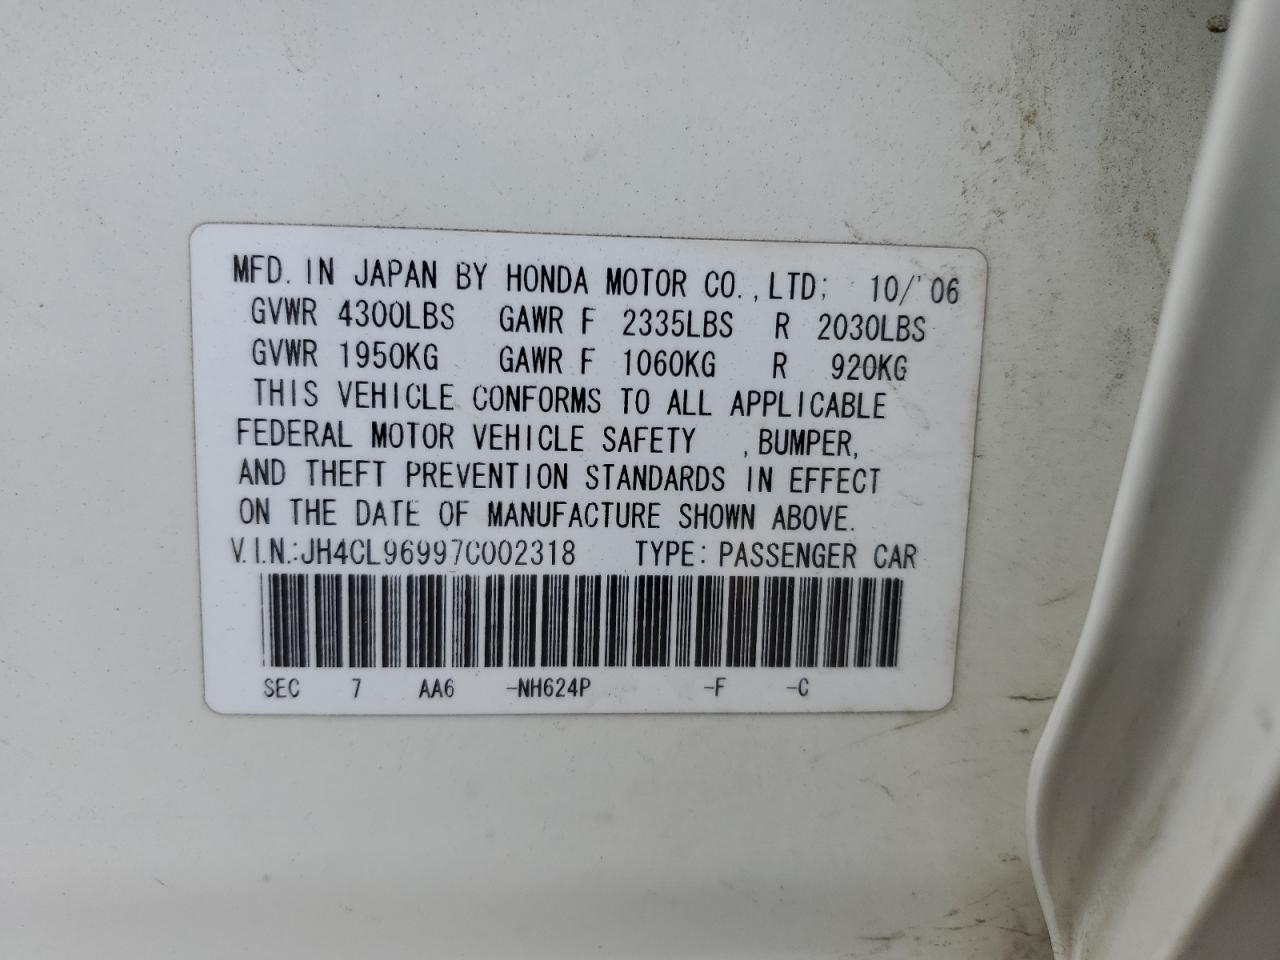 MFD. IN JAPAN BY HONDA MOTOR CO., LTD; 10/'06
GVWR 4300LBS GAWR F 2335LBS R 2030LBS
GVWR 1950KG GAWR F 1060KG R 920KG
THIS VEHICLE CONFORMS TO ALL APPLICABLE
FEDERAL MOTOR VEHICLE SAFETY , BUMPER,
AND THEFT PREVENTION STANDARDS IN EFFECT
ON THE DATE OF MANUFACTURE SHOWN ABOVE.
V.I.N.:JH4CL96997C002318 TYPE: PASSENGER CAR
SEC 7 AA6 -NH624P -F -C